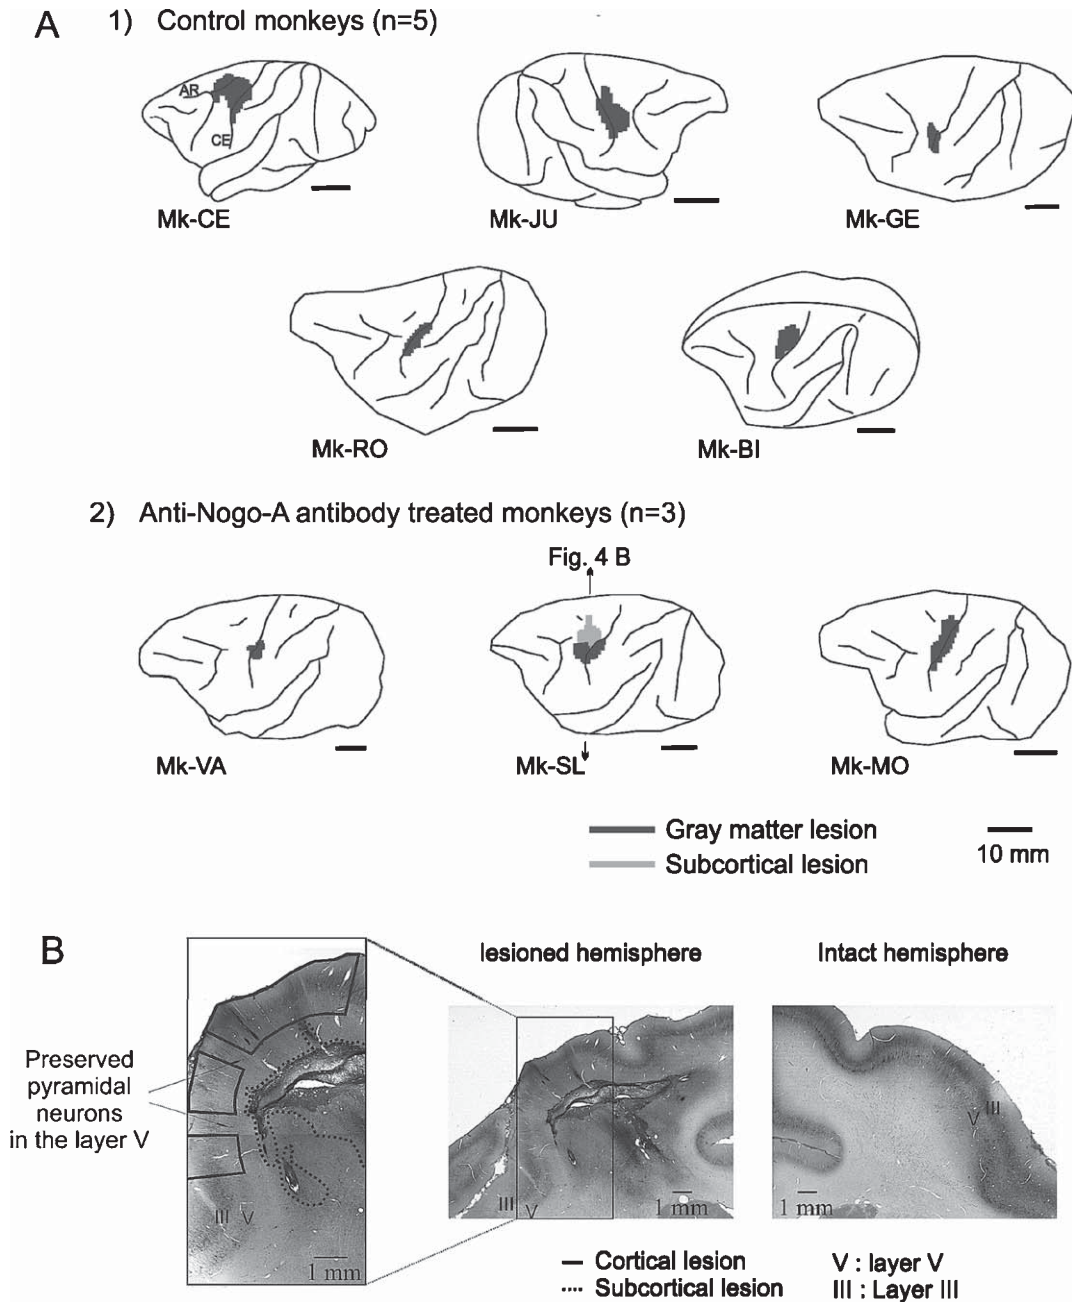 A
1) Control monkeys (n=5)
AR
CE
Mk-CE
Mk-JU
Mk-GE
Mk-RO
Mk-BI
2) Anti-Nogo-A antibody treated monkeys (n=3)
Fig. 4 B
Mk-VA
Mk-SL
Mk-MO
Gray matter lesion
Subcortical lesion
10 mm
B
lesioned hemisphere
Intact hemisphere
Preserved
pyramidal
neurons
in the layer V
III V
1 mm
III V
1 mm
V III
1 mm
Cortical lesion
Subcortical lesion
V : layer V
III : Layer III